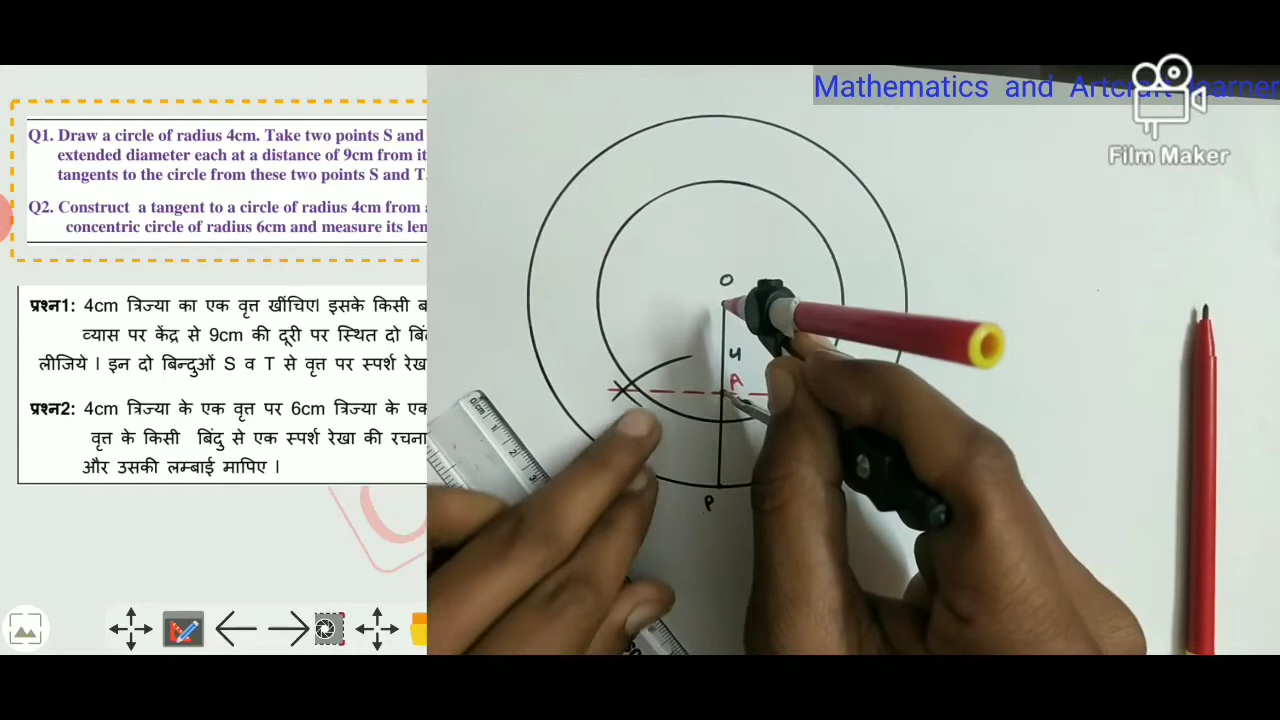 Mathematics and Artcraft learner
Film Maker
Q1. Draw a circle of radius 4cm. Take two points S and
extended diameter each at a distance of 9cm from it
tangents to the circle from these two points S and T.
Q2. Construct a tangent to a circle of radius 4cm from a
concentric circle of radius 6cm and measure its len
प्रश्न1: 4cm त्रिज्या का एक वृत्त खींचिए। इसके किसी ब
व्यास पर केंद्र से 9cm की दूरी पर स्थित दो बिं
लीजिये । इन दो बिन्दुओं S व T से वृत्त पर स्पर्श रेख
प्रश्न2: 4cm त्रिज्या के एक वृत्त पर 6cm त्रिज्या के एक
वृत्त के किसी बिंदु से एक स्पर्श रेखा की रचना
और उसकी लम्बाई मापिए ।
O
4
A
P
0cm 1 2 3